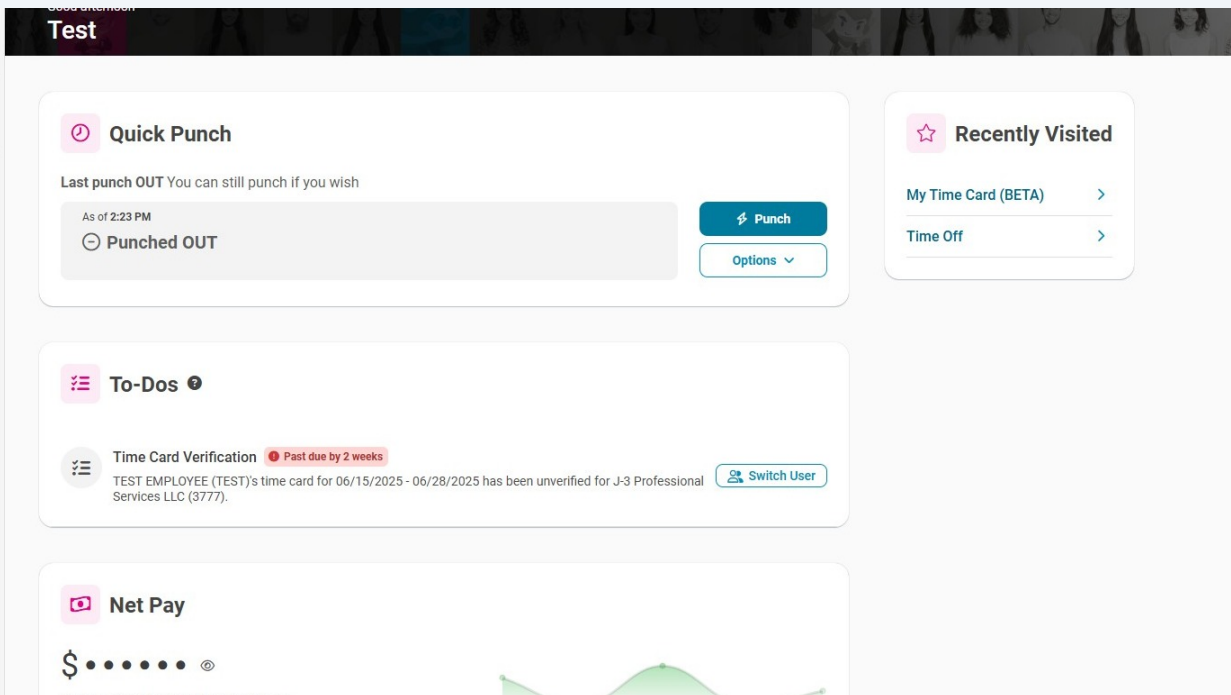 Good afternoon
Test
Quick Punch
Last punch OUT You can still punch if you wish
As of 2:23 PM
Punched OUT
Punch
Options
Recently Visited
My Time Card (BETA)
Time Off
To-Dos
Time Card Verification Past due by 2 weeks
TEST EMPLOYEE (TEST)'s time card for 06/15/2025 - 06/28/2025 has been unverified for J-3 Professional
Services LLC (3777).
Switch User
Net Pay
$ ••••••